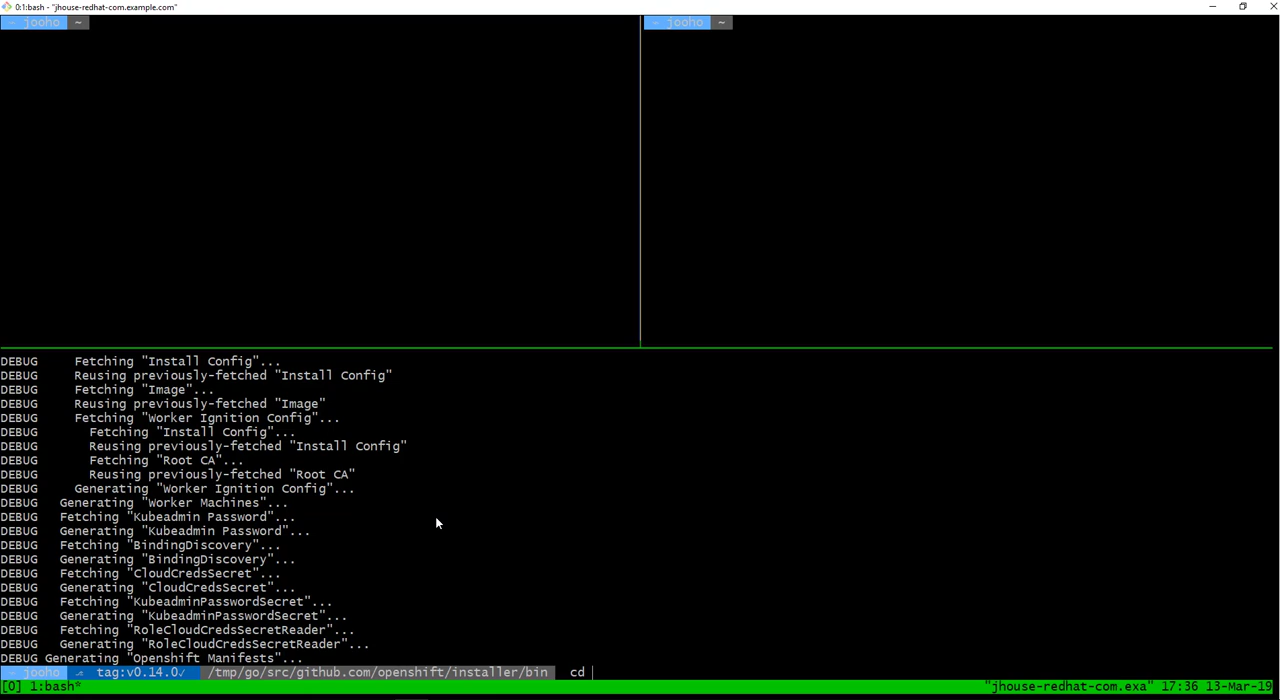 0:1:bash - "jhouse-redhat-com.example.com"
~ jooho ~
~ jooho ~
DEBUG     Fetching "Install Config"...
DEBUG     Reusing previously-fetched "Install Config"
DEBUG     Fetching "Image"...
DEBUG     Reusing previously-fetched "Image"
DEBUG     Fetching "Worker Ignition Config"...
DEBUG       Fetching "Install Config"...
DEBUG       Reusing previously-fetched "Install Config"
DEBUG       Fetching "Root CA"...
DEBUG       Reusing previously-fetched "Root CA"
DEBUG     Generating "Worker Ignition Config"...
DEBUG   Generating "Worker Machines"...
DEBUG   Fetching "Kubeadmin Password"...
DEBUG   Generating "Kubeadmin Password"...
DEBUG   Fetching "BindingDiscovery"...
DEBUG   Generating "BindingDiscovery"...
DEBUG   Fetching "CloudCredsSecret"...
DEBUG   Generating "CloudCredsSecret"...
DEBUG   Fetching "KubeadminPasswordSecret"...
DEBUG   Generating "KubeadminPasswordSecret"...
DEBUG   Fetching "RoleCloudCredsSecretReader"...
DEBUG   Generating "RoleCloudCredsSecretReader"...
DEBUG Generating "Openshift Manifests"...
~ jooho tag:v0.14.0✓ /tmp/go/src/github.com/openshift/installer/bin cd
[0] 1:bash* "jhouse-redhat-com.exa" 17:36 13-Mar-19